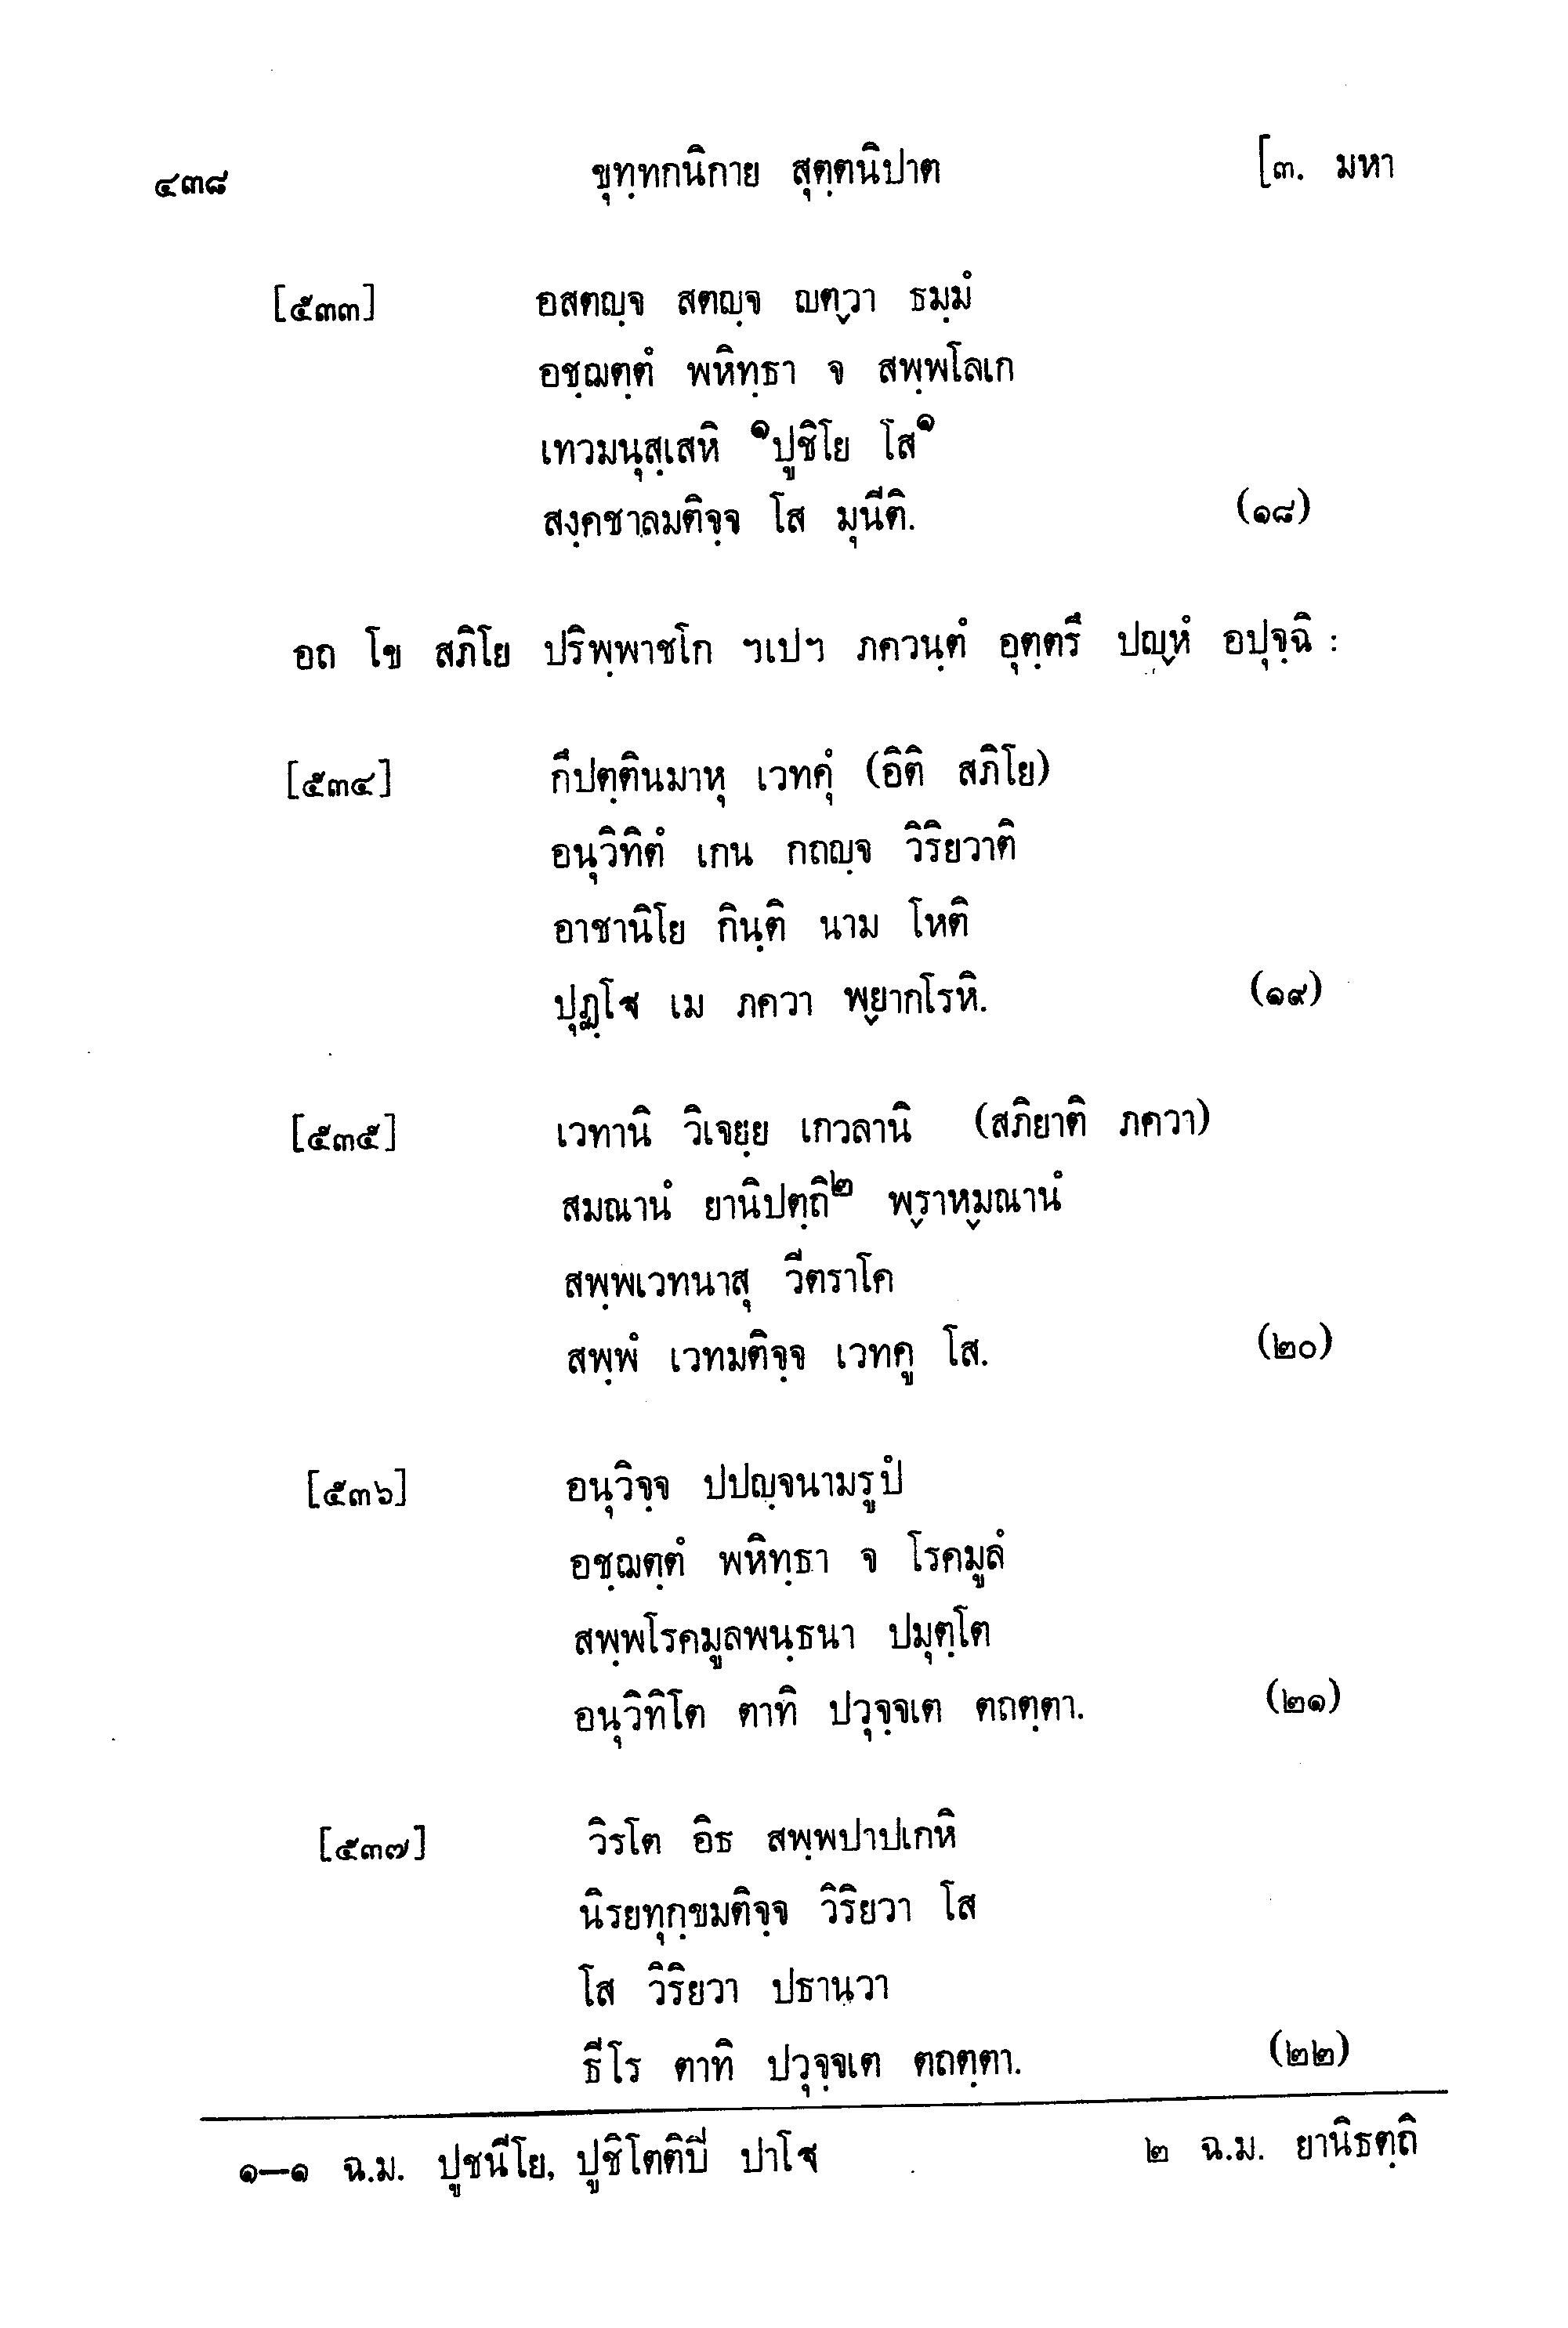 ๔๓๘ ขุทฺทกนิกาย สุตฺตนิปาต [๓. มหา
[๕๓๓] อสตญฺจ สตญฺจ ญตฺวา ธมฺมํ
อชฺฌตฺตํ พหิทฺธา จ สพฺพโลเก
เทวมนุสฺเสหิ ๑ปูชิโย โส๑
สงฺคชาลมติจฺจ โส มุนีติ. (๑๘)
อถ โข สภิโย ปริพฺพาชโก ฯเปฯ ภควนฺตํ อุตฺตรึ ปญฺหํ อปุจฺฉิ :
[๕๓๔] กึปตฺตินมาหุ เวทคุํ (อิติ สภิโย)
อนุวิทิตํ เกน กถญฺจ วิริยวาติ
อาชานิโย กินฺติ นาม โหติ
ปุฏฺโฐ เม ภควา พฺยากโรหิ. (๑๙)
[๕๓๕] เวทานิ วิเจยฺย เกวลานิ (สภิยาติ ภควา)
สมณานํ ยานิปตฺถิ๒ พฺราหฺมณานํ
สพฺพเวทนาสุ วีตราโค
สพฺพํ เวทมติจฺจ เวทคู โส. (๒๐)
[๕๓๖] อนุวิจฺจ ปปญฺจนามรูปํ
อชฺฌตฺตํ พหิทฺธา จ โรคมูลํ
สพฺพโรคมูลพนฺธนา ปมุตฺโต
อนุวิทิโต ตาทิ ปวุจฺจเต ตถตฺตา. (๒๑)
[๕๓๗] วิรโต อิธ สพฺพปาปเกหิ
นิรยทุกฺขมติจฺจ วิริยวา โส
โส วิริยวา ปธานวา
ธีโร ตาทิ ปวุจฺจเต ตถตฺตา. (๒๒)
๑—๑ ฉ.ม. ปูชนีโย, ปูชิโตติปี ปาโฐ ๒ ฉ.ม. ยานิธตฺถิ